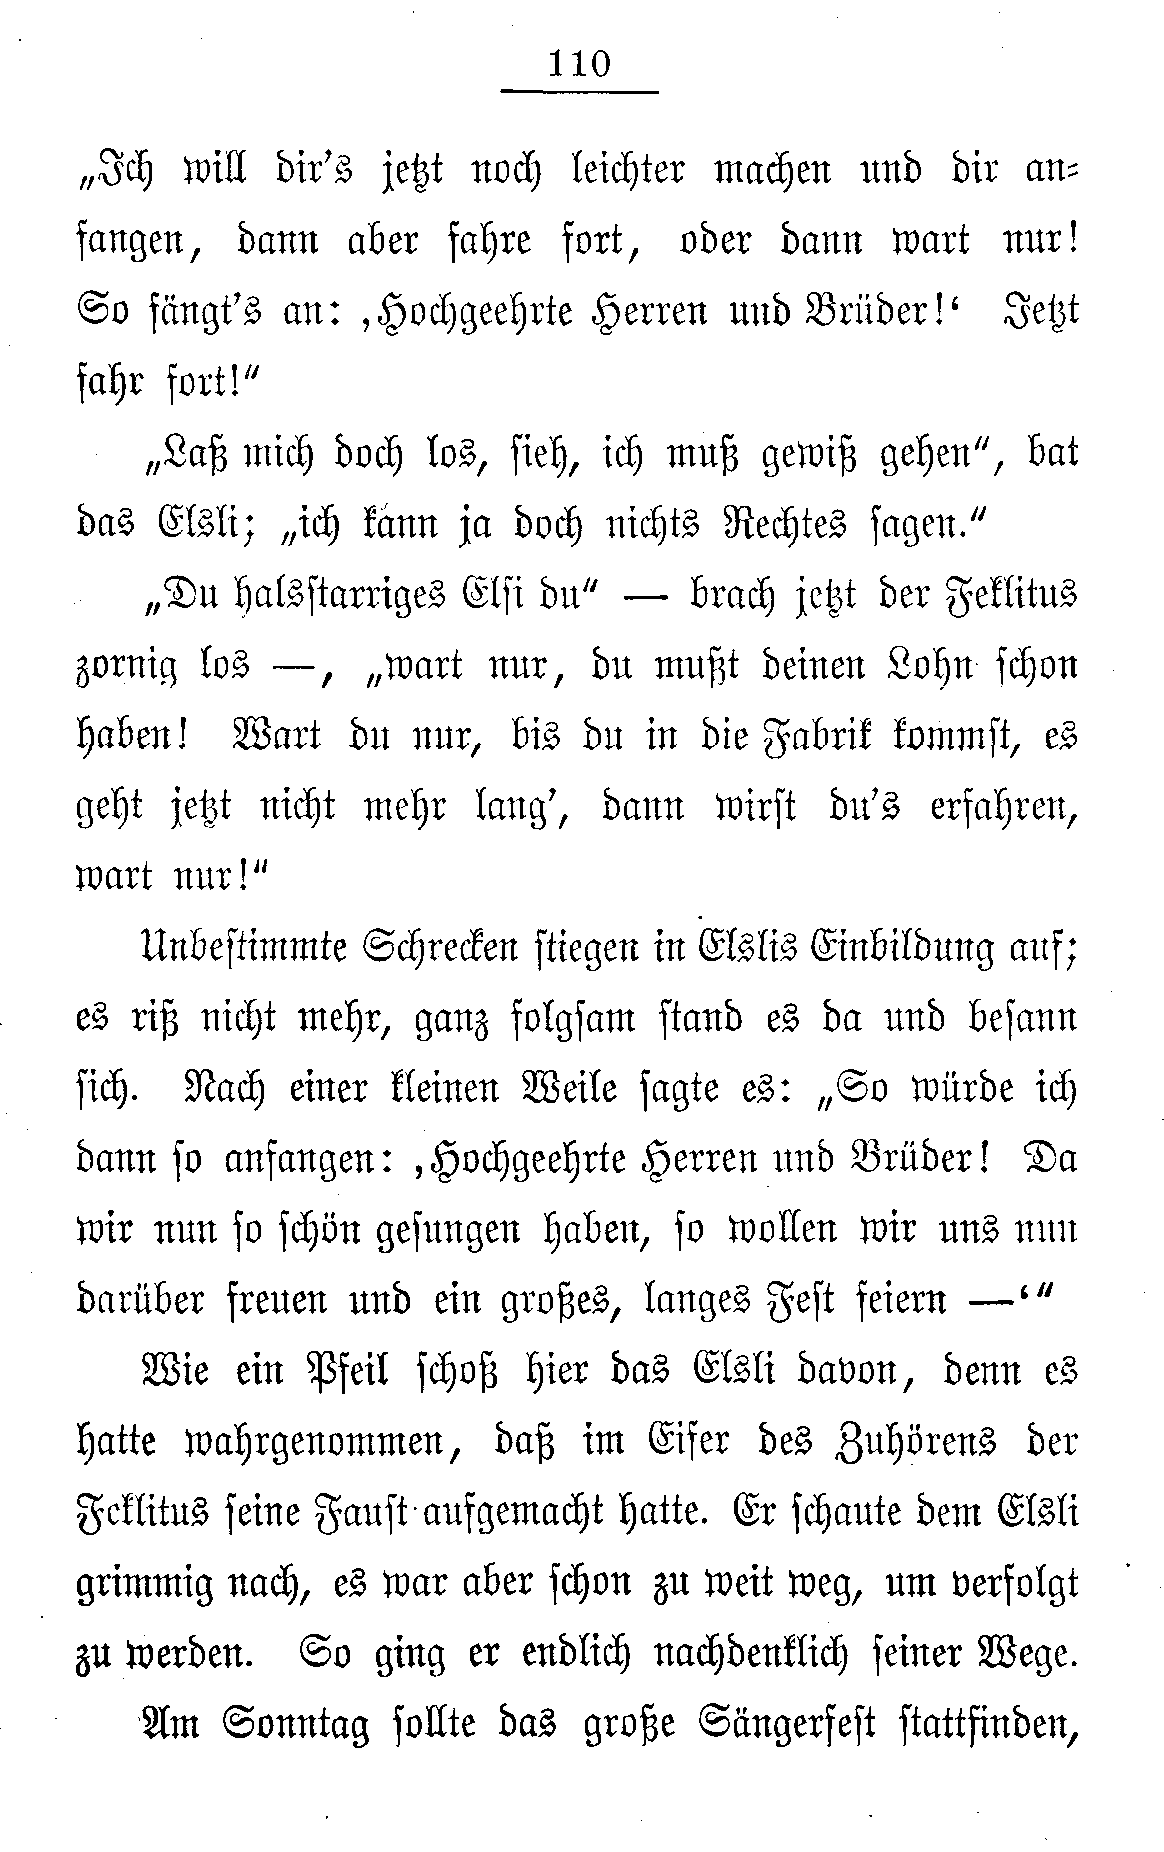 110
„Ich will dir's jetzt noch leichter machen und dir an-
fangen, dann aber fahre fort, oder dann wart nur!
So fängt's an: ‚Hochgeehrte Herren und Brüder!‘ Jetzt
fahr fort!“
„Laß mich doch los, sieh, ich muß gewiß gehen“, bat
das Elsli; „ich kann ja doch nichts Rechtes sagen.“
„Du halsstarriges Elsi du“ — brach jetzt der Feklitus
zornig los —, „wart nur, du mußt deinen Lohn schon
haben! Wart du nur, bis du in die Fabrik kommst, es
geht jetzt nicht mehr lang', dann wirst du's erfahren,
wart nur!“
Unbestimmte Schrecken stiegen in Elslis Einbildung auf;
es riß nicht mehr, ganz folgsam stand es da und besann
sich. Nach einer kleinen Weile sagte es: „So würde ich
dann so anfangen: ‚Hochgeehrte Herren und Brüder! Da
wir nun so schön gesungen haben, so wollen wir uns nun
darüber freuen und ein großes, langes Fest feiern —‘“
Wie ein Pfeil schoß hier das Elsli davon, denn es
hatte wahrgenommen, daß im Eifer des Zuhörens der
Feklitus seine Faust aufgemacht hatte. Er schaute dem Elsli
grimmig nach, es war aber schon zu weit weg, um verfolgt
zu werden. So ging er endlich nachdenklich seiner Wege.
Am Sonntag sollte das große Sängerfest stattfinden,